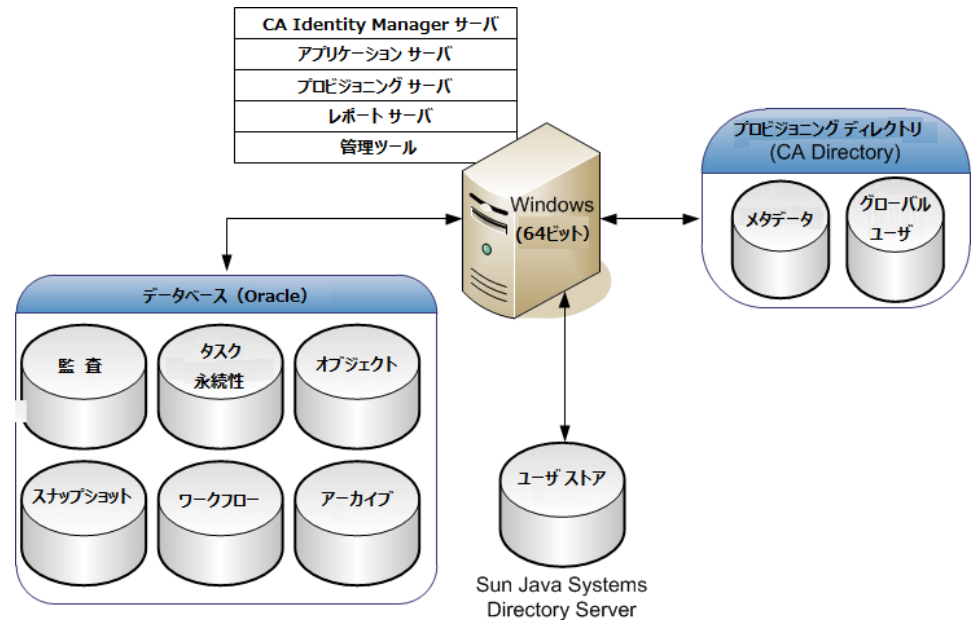 CA Identity Manager サーバ
アプリケーション サーバ
プロビジョニング サーバ
レポート サーバ
管理ツール
Windows
(64ビット)
プロビジョニング ディレクトリ
(CA Directory)
メタデータ
グローバル
ユーザ
データベース (Oracle)
監 査
タスク
永続性
オブジェクト
スナップショット
ワークフロー
アーカイブ
ユーザ ストア
Sun Java Systems
Directory Server